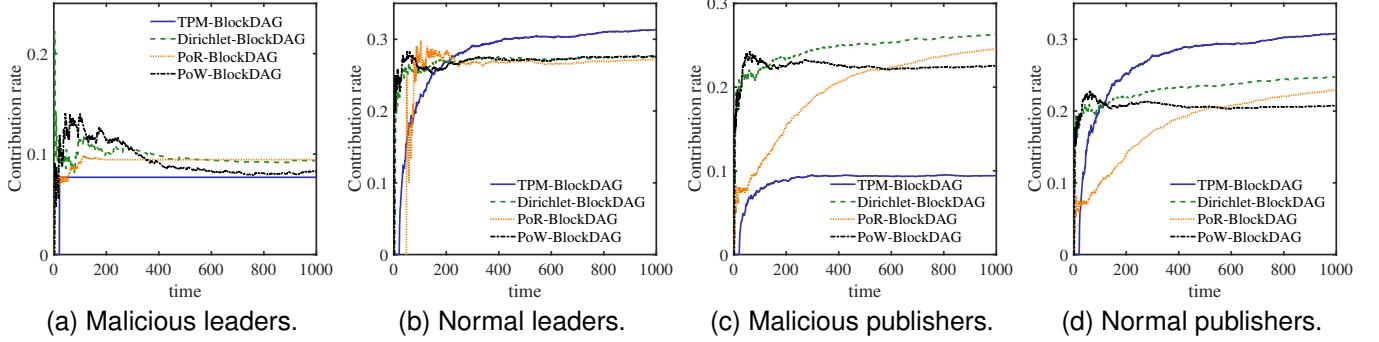 0.2
0.1
0
Contribution rate
TPM-BlockDAG
Dirichlet-BlockDAG
PoR-BlockDAG
PoW-BlockDAG
0 200 400 600 800 1000
time
(a) Malicious leaders.
0.3
0.2
0.1
0
Contribution rate
TPM-BlockDAG
Dirichlet-BlockDAG
PoR-BlockDAG
PoW-BlockDAG
0 200 400 600 800 1000
time
(b) Normal leaders.
0.3
0.2
0.1
0
Contribution rate
TPM-BlockDAG
Dirichlet-BlockDAG
PoR-BlockDAG
PoW-BlockDAG
0 200 400 600 800 1000
time
(c) Malicious publishers.
0.3
0.2
0.1
0
Contribution rate
TPM-BlockDAG
Dirichlet-BlockDAG
PoR-BlockDAG
PoW-BlockDAG
0 200 400 600 800 1000
time
(d) Normal publishers.